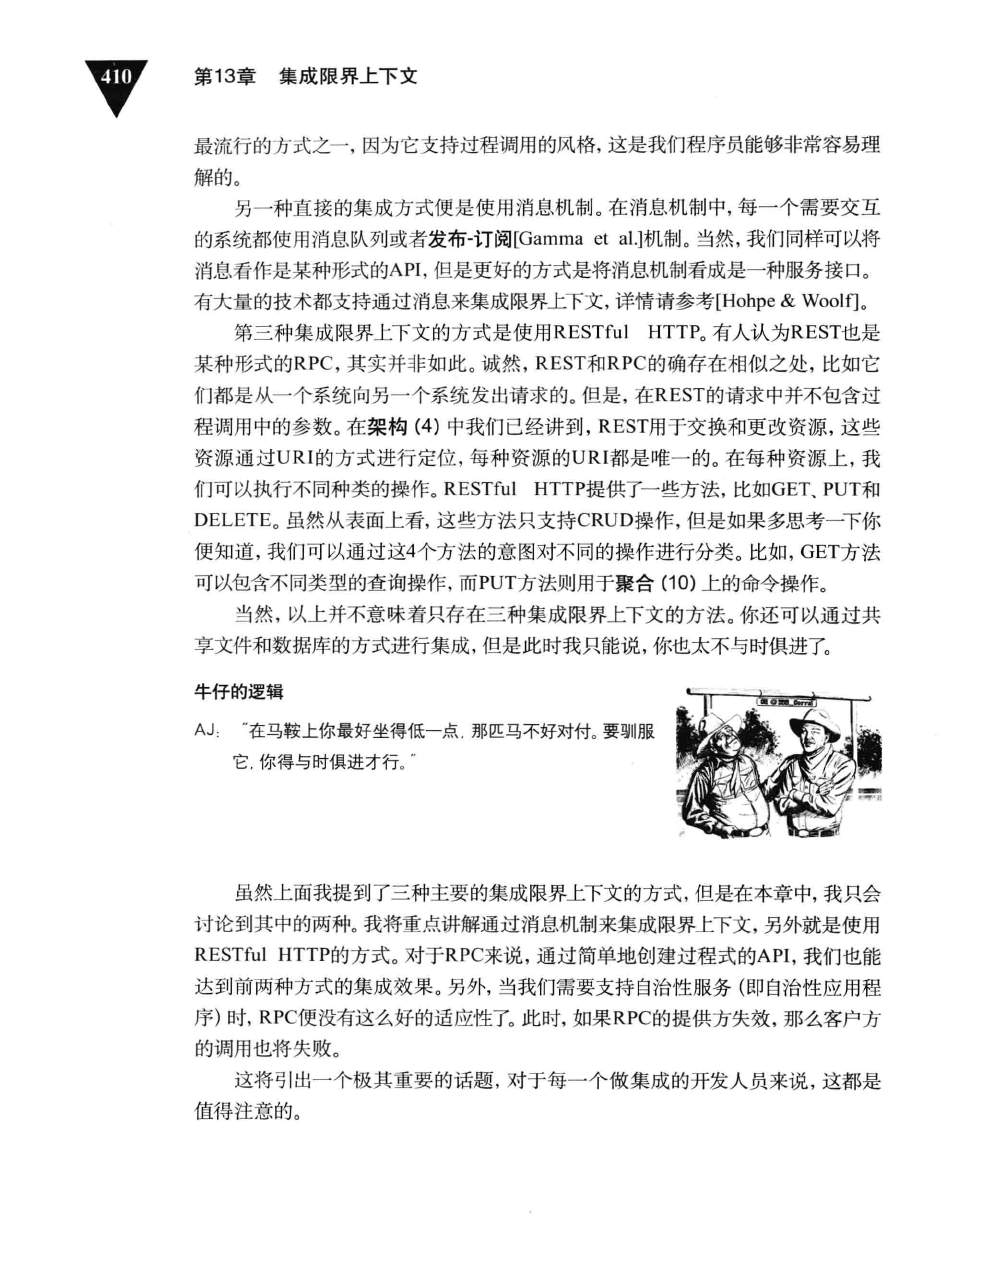 410
第13章 集成限界上下文
最流行的方式之一，因为它支持过程调用的风格，这是我们程序员能够非常容易理
解的。
另一种直接的集成方式便是使用消息机制。在消息机制中，每一个需要交互
的系统都使用消息队列或者发布-订阅[Gamma et al.]机制。当然，我们同样可以将
消息看作是某种形式的API，但是更好的方式是将消息机制看成是一种服务接口。
有大量的技术都支持通过消息来集成限界上下文，详情请参考[Hohpe & Woolf]。
第三种集成限界上下文的方式是使用RESTful HTTP。有人认为REST也是
某种形式的RPC，其实并非如此。诚然，REST和RPC的确存在相似之处，比如它
们都是从一个系统向另一个系统发出请求的。但是，在REST的请求中并不包含过
程调用中的参数。在架构（4）中我们已经讲到，REST用于交换和更改资源，这些
资源通过URI的方式进行定位，每种资源的URI都是唯一的。在每种资源上，我
们可以执行不同种类的操作。RESTful HTTP提供了一些方法，比如GET、PUT和
DELETE。虽然从表面上看，这些方法只支持CRUD操作，但是如果多思考一下你
便知道，我们可以通过这4个方法的意图对不同的操作进行分类。比如，GET方法
可以包含不同类型的查询操作，而PUT方法则用于聚合（10）上的命令操作。
当然，以上并不意味着只存在三种集成限界上下文的方法。你还可以通过共
享文件和数据库的方式进行集成，但是此时我只能说，你也太不与时俱进了。
牛仔的逻辑
AJ： “在马鞍上你最好坐得低一点，那匹马不好对付。要驯服
它，你得与时俱进才行。”
虽然上面我提到了三种主要的集成限界上下文的方式，但是在本章中，我只会
讨论到其中的两种。我将重点讲解通过消息机制来集成限界上下文，另外就是使用
RESTful HTTP的方式。对于RPC来说，通过简单地创建过程式的API，我们也能
达到前两种方式的集成效果。另外，当我们需要支持自治性服务（即自治性应用程
序）时，RPC便没有这么好的适应性了。此时，如果RPC的提供方失效，那么客户方
的调用也将失败。
这将引出一个极其重要的话题，对于每一个做集成的开发人员来说，这都是
值得注意的。